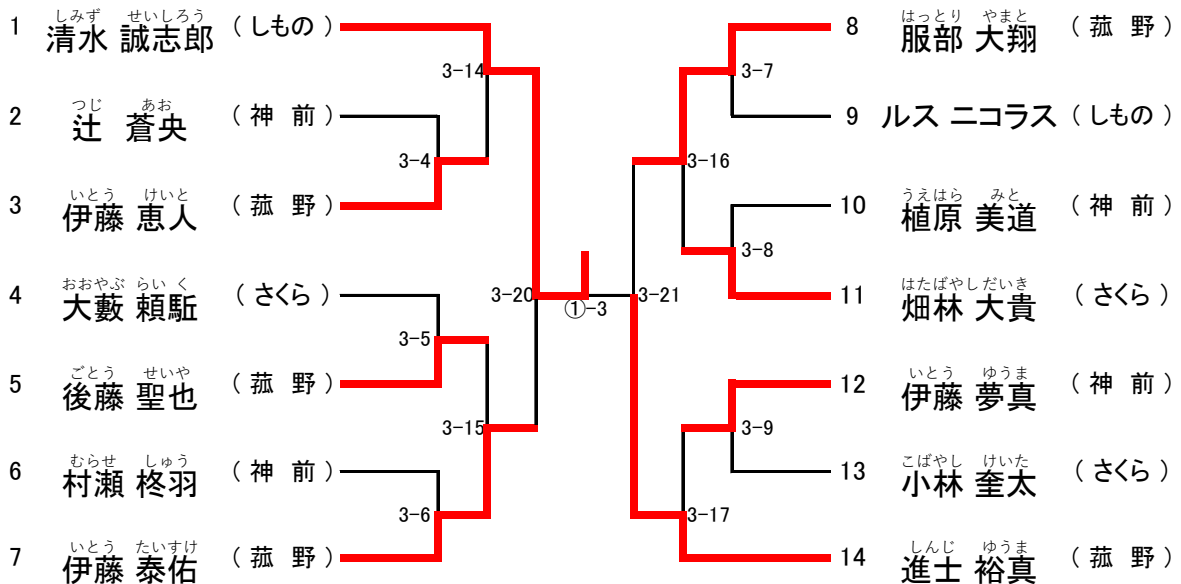 しみず せいしろう
1 清水 誠志郎 (しもの)
3-14
つじ あお
2 辻 蒼央 (神 前)
3-4
いとう けいと
3 伊藤 恵人 (菰 野)
おおやぶ らい く
4 大藪 頼駈 (さくら)
3-20
3-5
ごとう せいや
5 後藤 聖也 (菰 野)
3-15
むらせ しゅう
6 村瀬 柊羽 (神 前)
3-6
いとう たいすけ
7 伊藤 泰佑 (菰 野)
①-3
はっとり やまと
8 服部 大翔 (菰 野)
3-7
9 ルス ニコラス (しもの)
3-16
うえはら みと
10 植原 美道 (神 前)
3-8
はたばやし だいき
11 畑林 大貴 (さくら)
3-21
いとう ゆうま
12 伊藤 夢真 (神 前)
3-9
こばやし けいた
13 小林 奎太 (さくら)
3-17
しんじ ゆうま
14 進士 裕真 (菰 野)